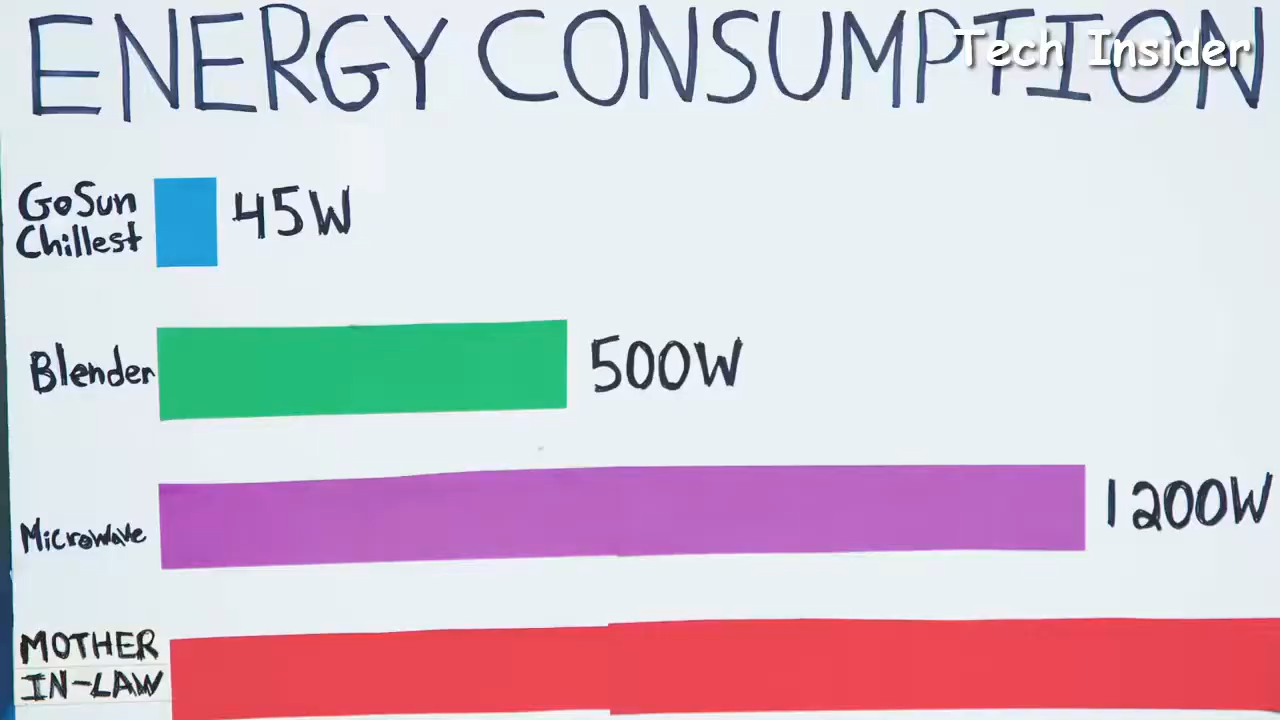 ENERGY CONSUMPTION
Tech Insider
GoSun
Chillest
45W
Blender
500W
Microwave
1200W
MOTHER
IN-LAW